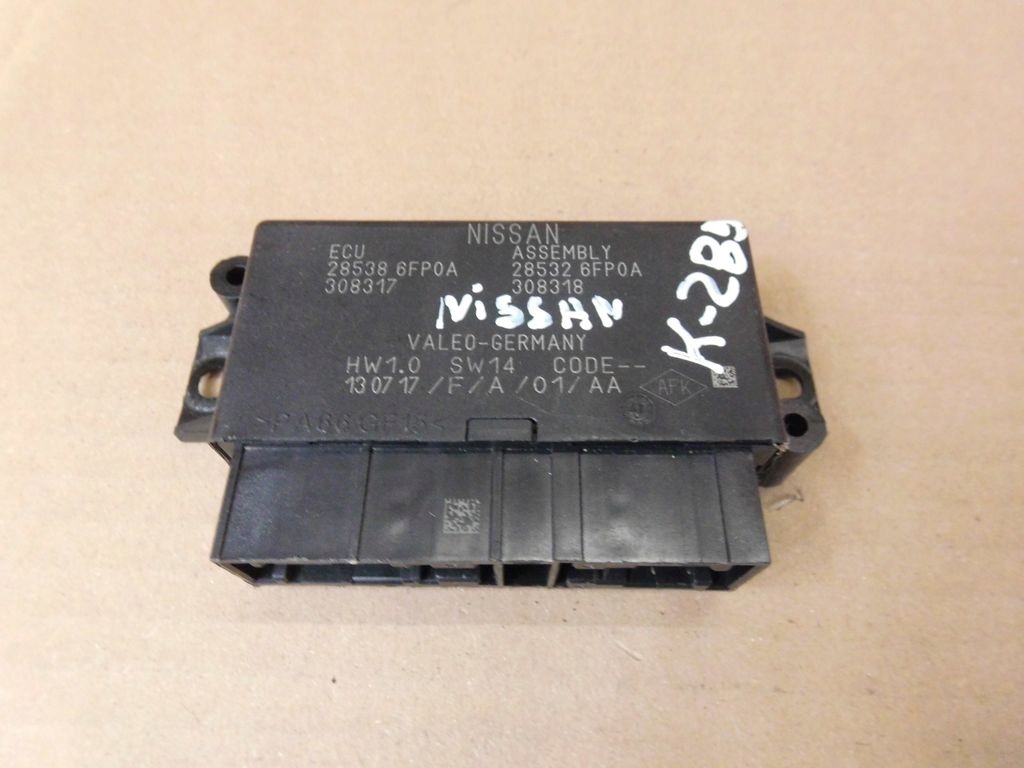 NISSAN
ECU ASSEMBLY
28538 6FP0A 28532 6FP0A
308317 308318
NiSSAN
K-289
VALEO-GERMANY
HW1.0 SW14 CODE--
130717/F/A/01/AA
AFK
>PA66GF15<